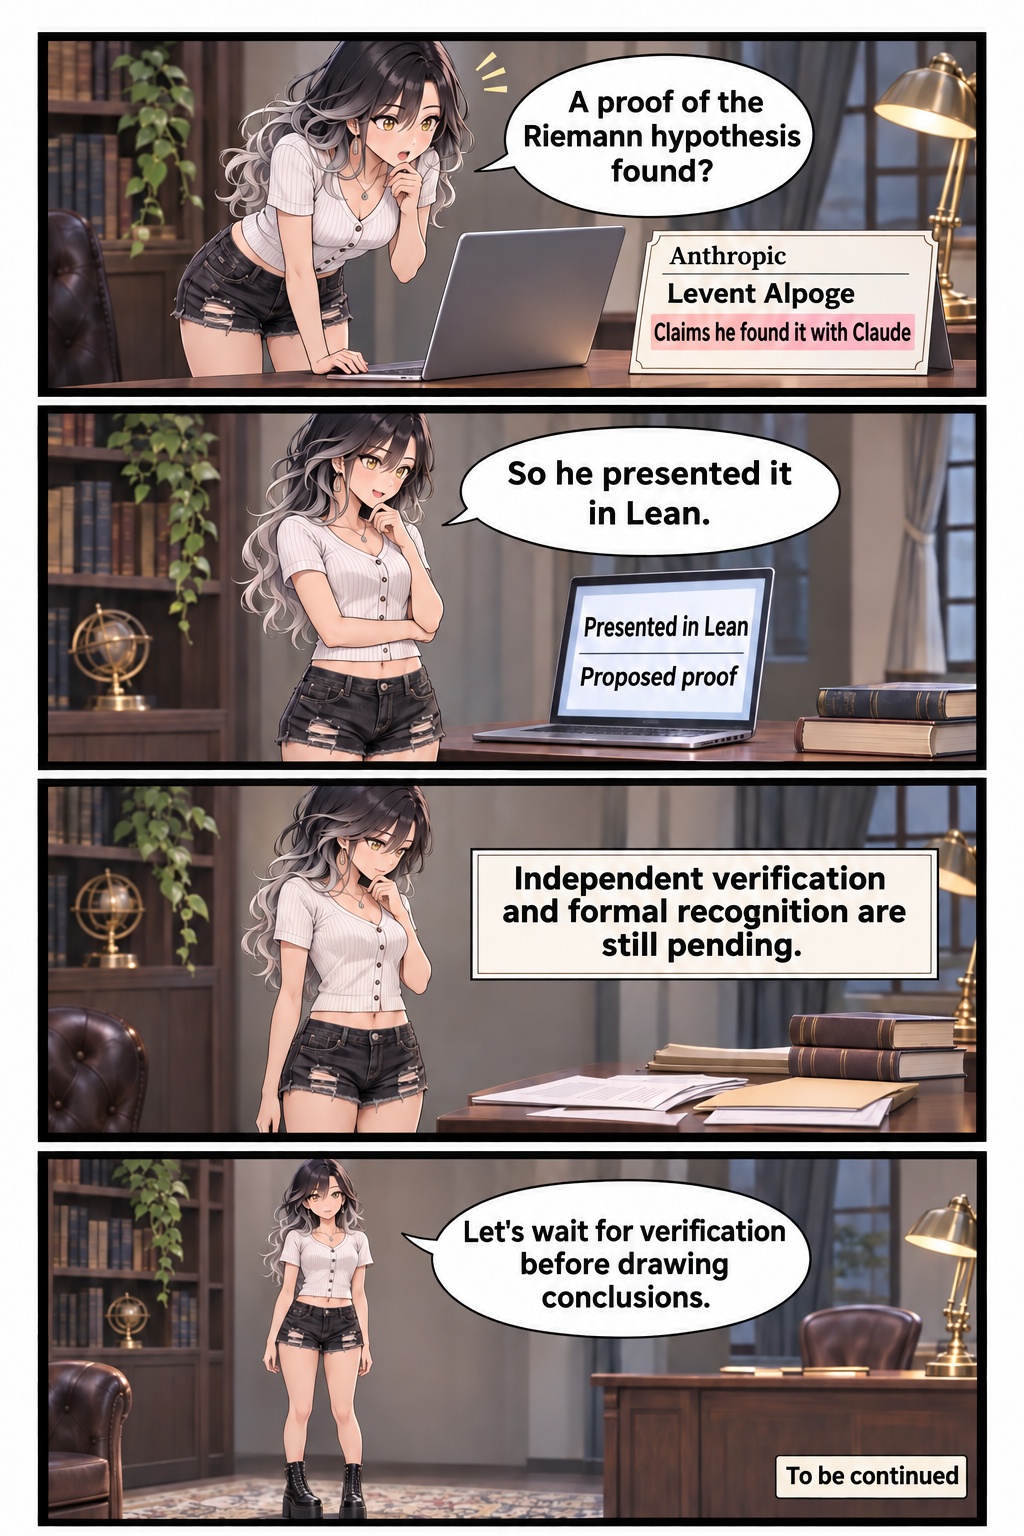 A proof of the
Riemann hypothesis
found?
Anthropic
Levent Alpoge
Claims he found it with Claude
So he presented it
in Lean.
Presented in Lean
Proposed proof
Independent verification
and formal recognition are
still pending.
Let's wait for verification
before drawing
conclusions.
To be continued